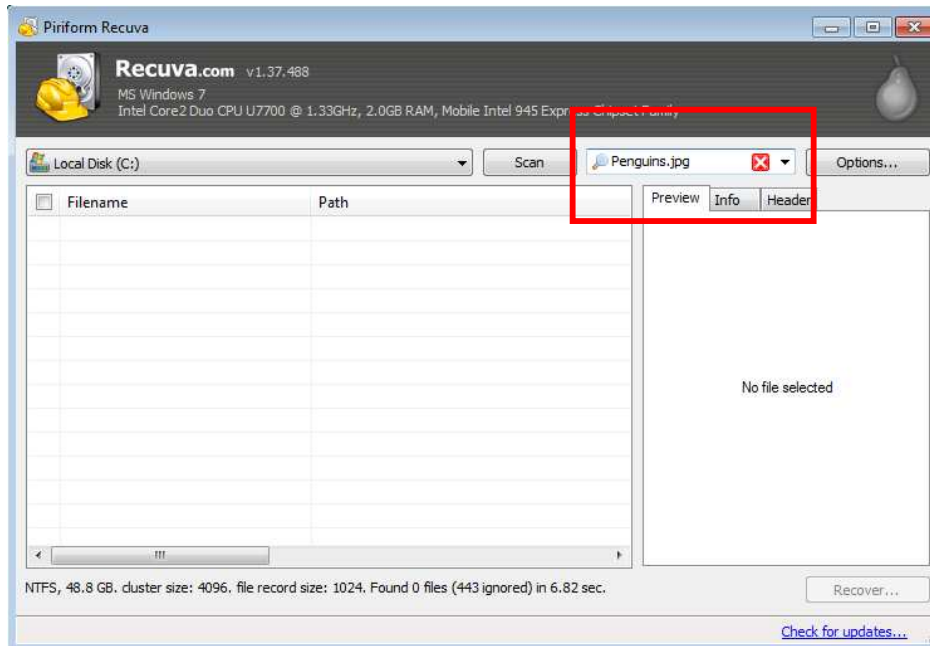 Piriform Recuva
Recuva.com v1.37.488
MS Windows 7
Intel Core2 Duo CPU U7700 @ 1.33GHz, 2.0GB RAM, Mobile Intel 945 Express Chipset Family
Local Disk (C:) Scan Penguins.jpg Options...
Filename Path Preview Info Header
No file selected
NTFS, 48.8 GB. cluster size: 4096. file record size: 1024. Found 0 files (443 ignored) in 6.82 sec.
Recover...
Check for updates...